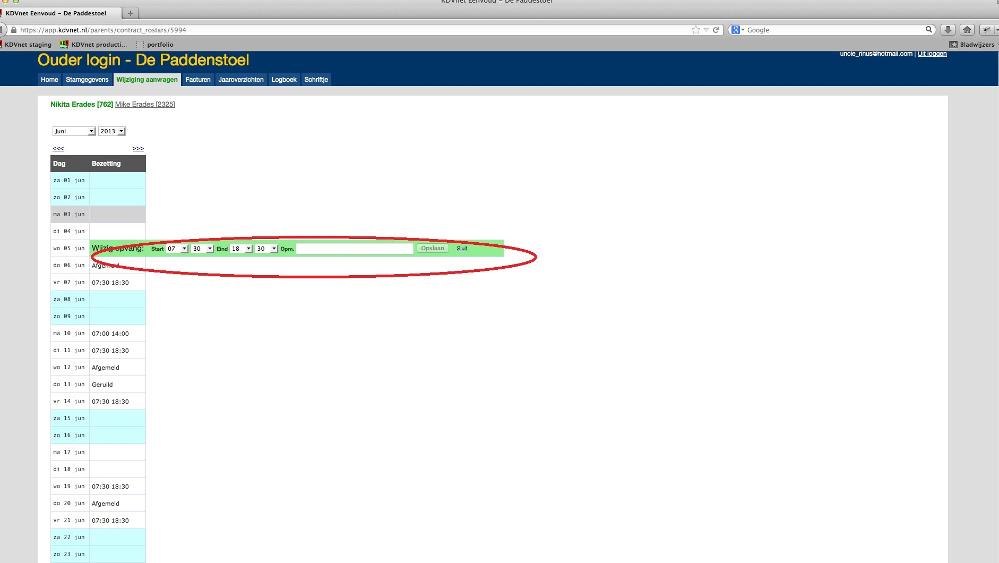 KDVnet Eenvoud - De Paddestoel
KDVnet Eenvoud - De Paddestoel
https://app.kdvnet.nl/parents/contract_rostars/5994
Google
KDVnet staging KDVnet producti... portfolio Bladwijzers
uncle_rinus@hotmail.com | Uit loggen
Ouder login - De Paddenstoel
Home Stamgegevens Wijziging aanvragen Facturen Jaaroverzichten Logboek Schriftje
Nikita Erades [762] Mike Erades [2325]
Juni 2013
<<< >>>
Dag Bezetting
za 01 jun
zo 02 jun
ma 03 jun
di 04 jun
wo 05 jun Wijzig opvang: Start 07 30 Eind 18 30 Opm. Opslaan Sluit
do 06 jun Afgemeld
vr 07 jun 07:30 18:30
za 08 jun
zo 09 jun
ma 10 jun 07:00 14:00
di 11 jun 07:30 18:30
wo 12 jun Afgemeld
do 13 jun Geruild
vr 14 jun 07:30 18:30
za 15 jun
zo 16 jun
ma 17 jun
di 18 jun
wo 19 jun 07:30 18:30
do 20 jun Afgemeld
vr 21 jun 07:30 18:30
za 22 jun
zo 23 jun